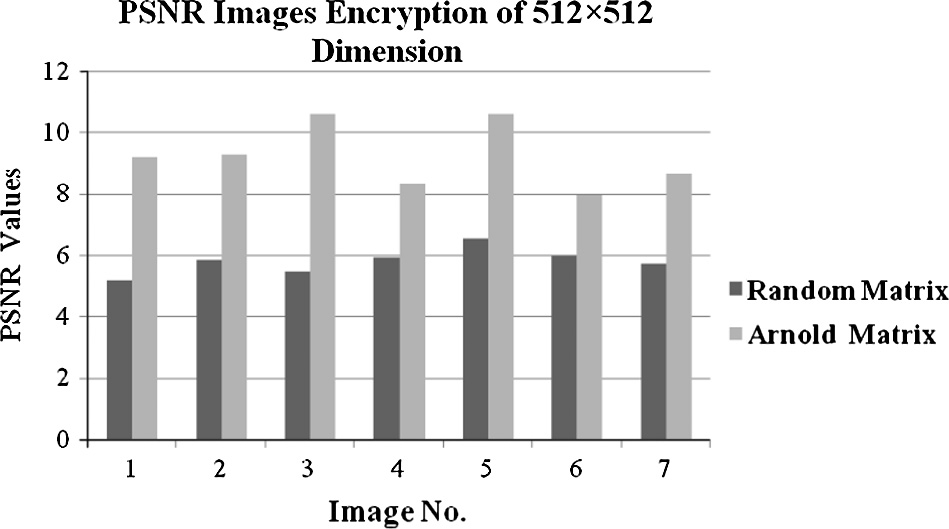 PSNR Images Encryption of 512×512
Dimension
12
10
8
6
4
2
0
PSNR Values
1 2 3 4 5 6 7
Image No.
Random Matrix
Arnold Matrix